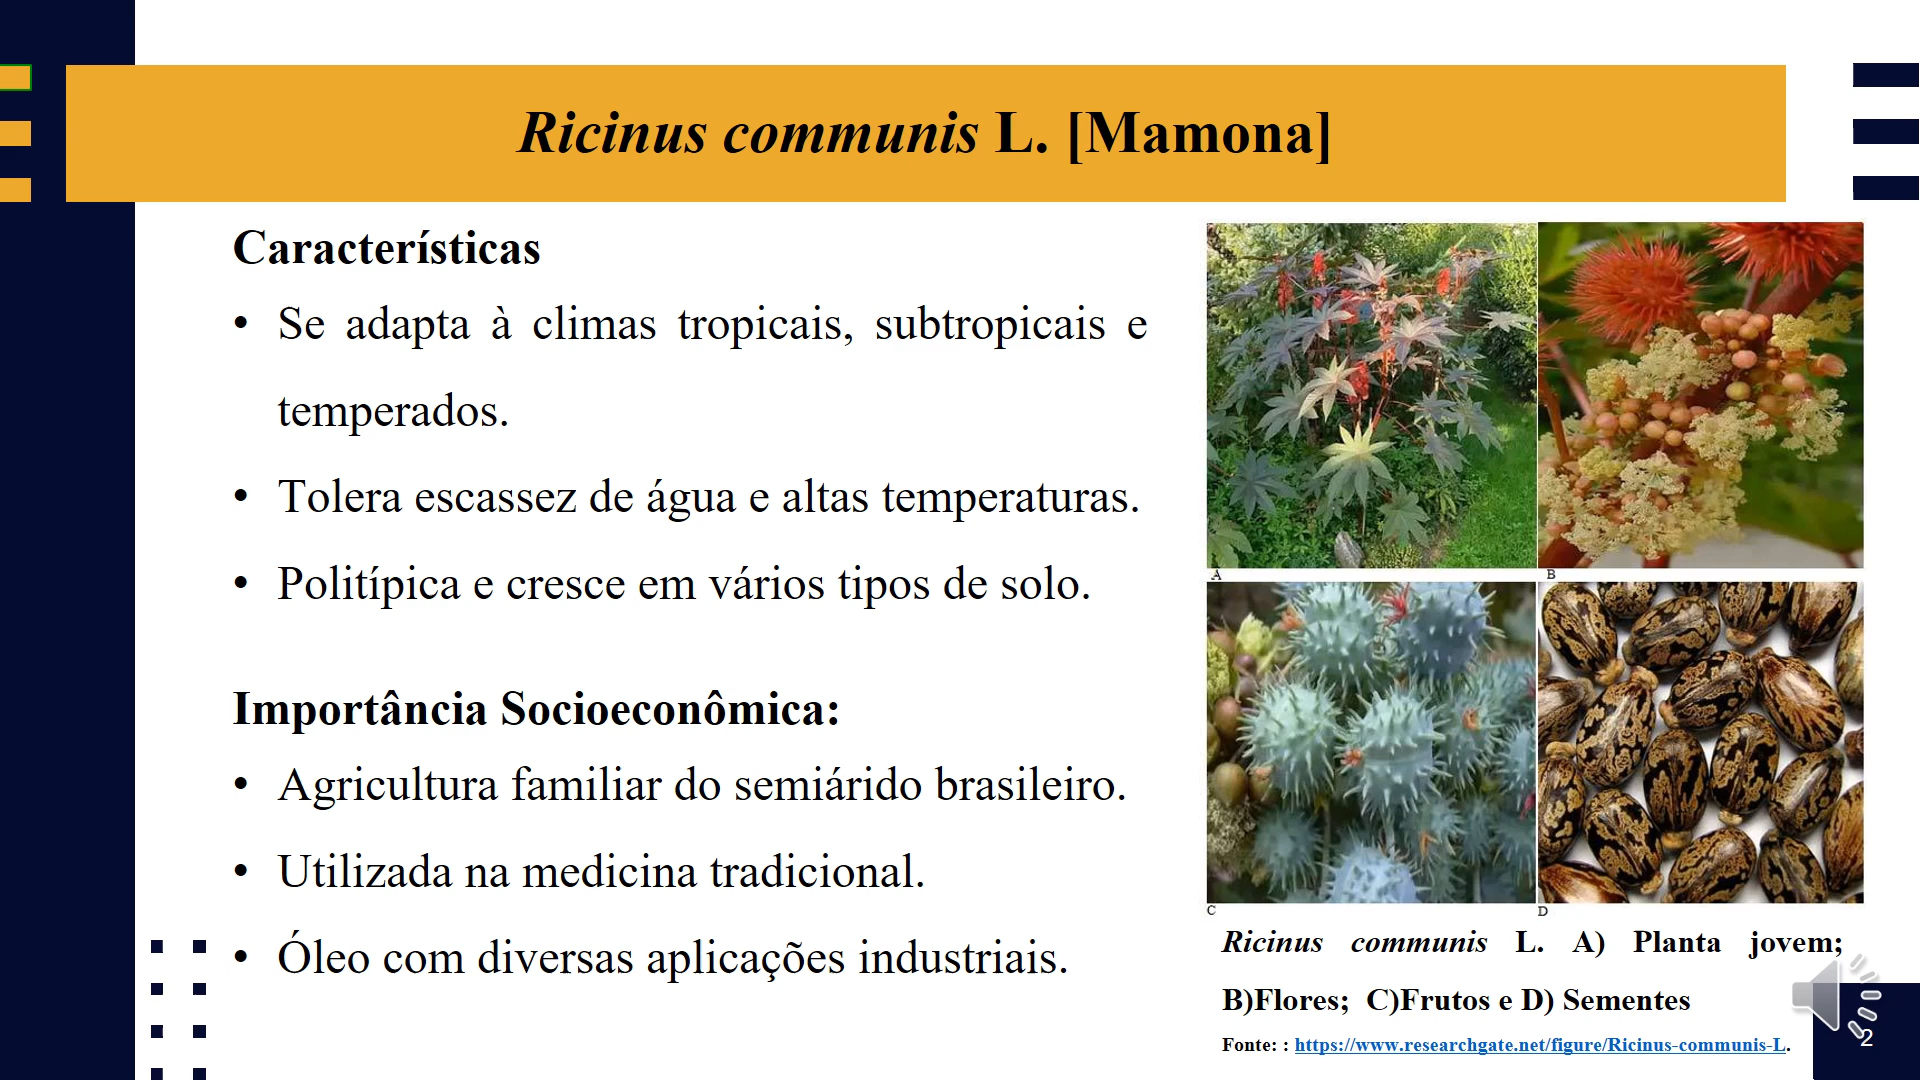 Ricinus communis L. [Mamona]
Características
• Se adapta à climas tropicais, subtropicais e
temperados.
• Tolera escassez de água e altas temperaturas.
• Politípica e cresce em vários tipos de solo.
Importância Socioeconômica:
• Agricultura familiar do semiárido brasileiro.
• Utilizada na medicina tradicional.
• Óleo com diversas aplicações industriais.
A
B
C
D
Ricinus communis L. A) Planta jovem;
B)Flores; C)Frutos e D) Sementes
Fonte: : https://www.researchgate.net/figure/Ricinus-communis-L.
2